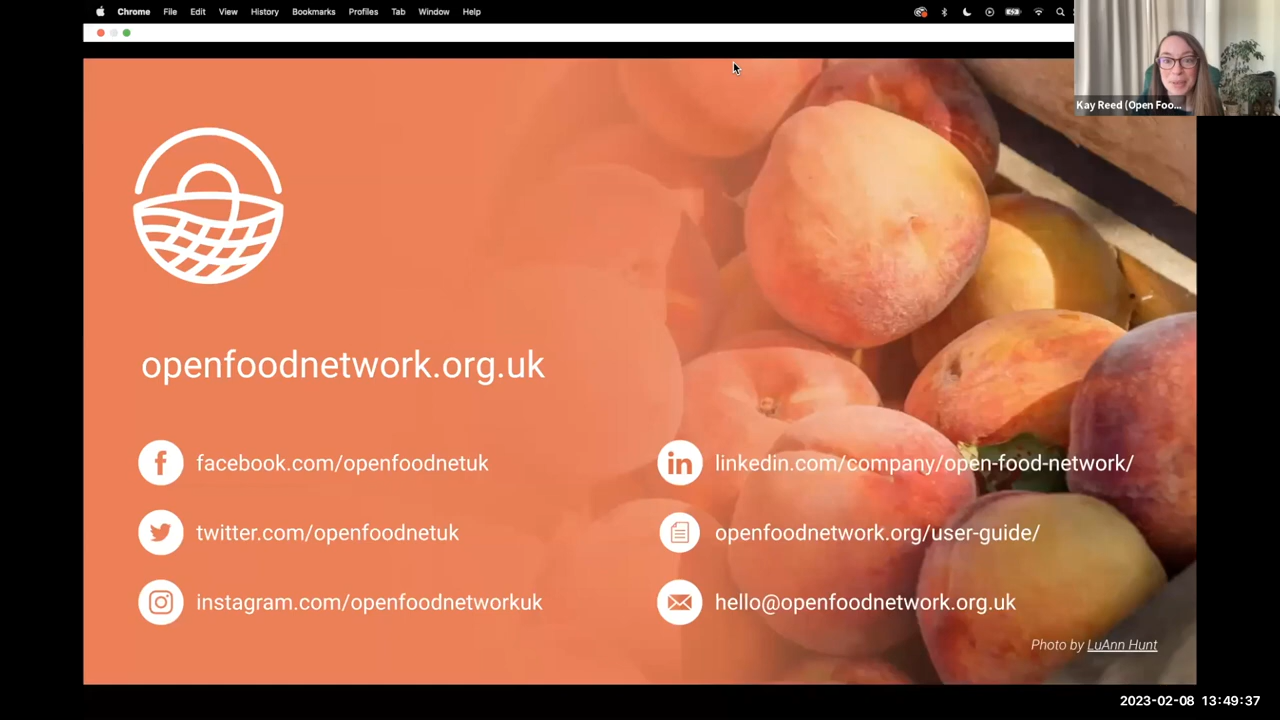 Chrome File Edit View History Bookmarks Profiles Tab Window Help
Kay Reed (Open Foo...
openfoodnetwork.org.uk
facebook.com/openfoodnetuk
linkedin.com/company/open-food-network/
twitter.com/openfoodnetuk
openfoodnetwork.org/user-guide/
instagram.com/openfoodnetworkuk
hello@openfoodnetwork.org.uk
Photo by LuAnn Hunt
2023-02-08 13:49:37